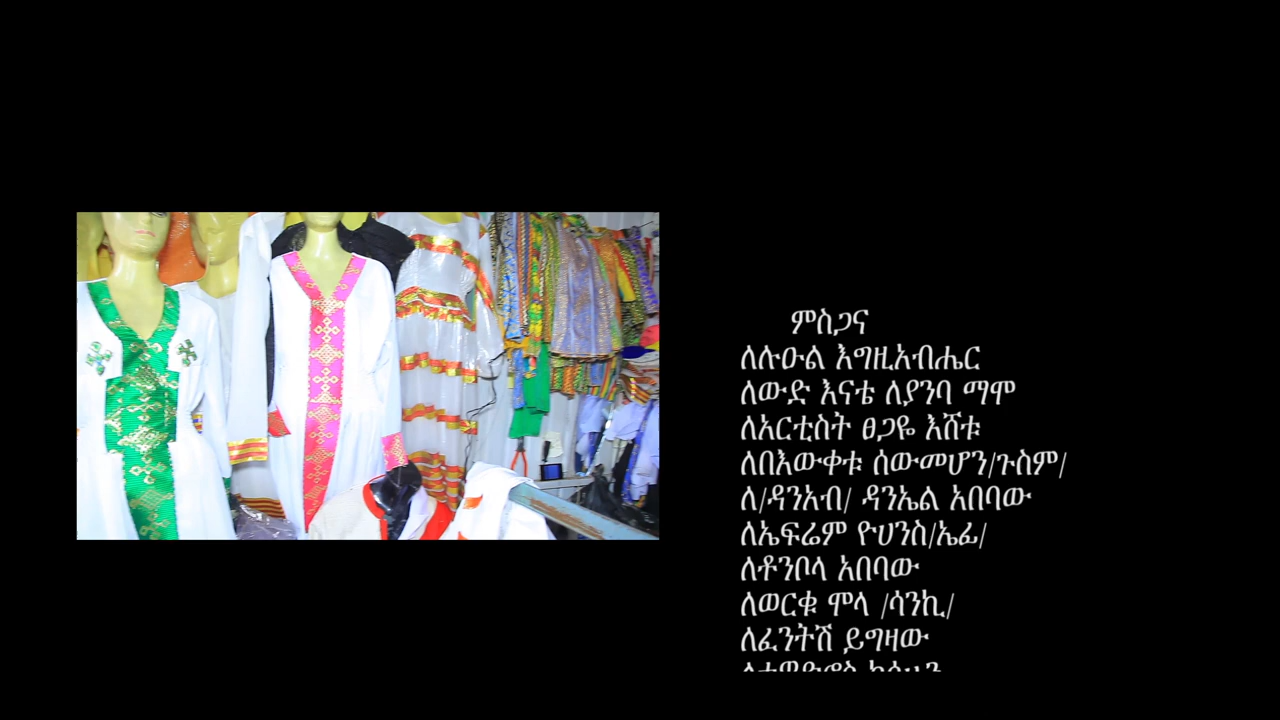 ምስጋና
ለሉዑል እግዚአብሔር
ለውድ እናቴ ለያንባ ማሞ
ለአርቲስት ፀጋዬ እሸቱ
ለበእውቀቱ ሰውመሆን/ጉስም/
ለ/ዳንአብ/ ዳንኤል አበባው
ለኤፍሬም ዮሀንስ/ኤፊ/
ለቶንቦላ አበባው
ለወርቁ ሞላ /ሳንኪ/
ለፈንትሽ ይግዛው